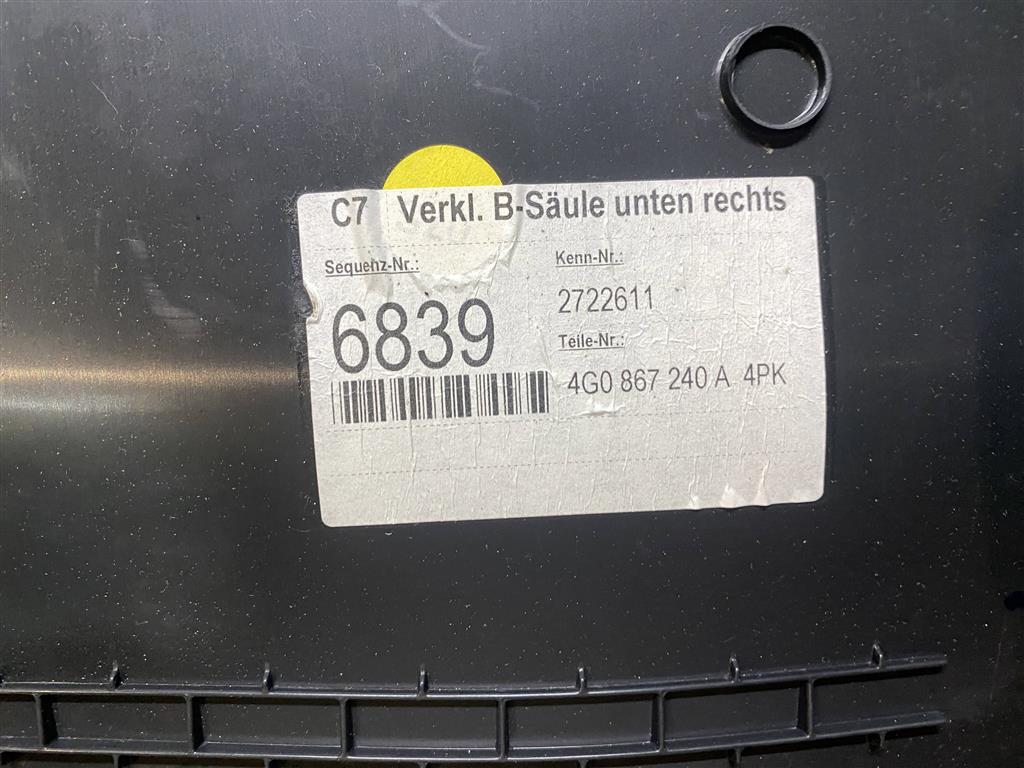 C7 Verkl. B-Säule unten rechts
Sequenz-Nr.:
6839
Kenn-Nr.:
2722611
Teile-Nr.:
4G0 867 240 A 4PK